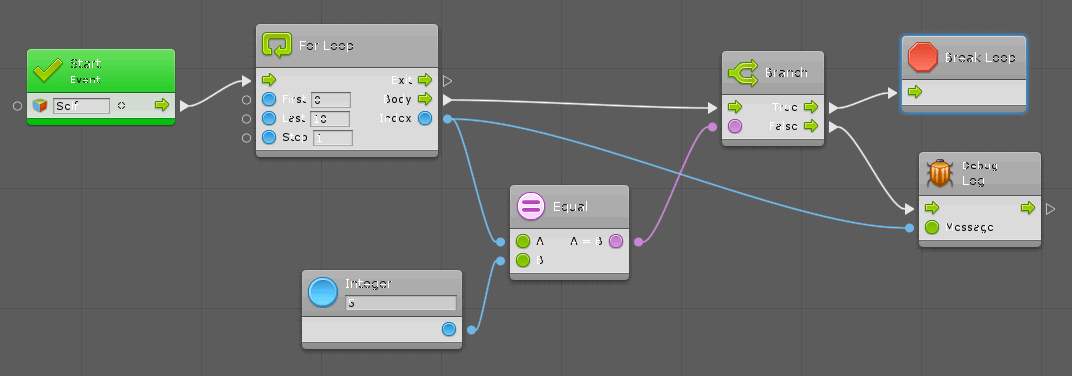 Start
Event
Self
For Loop
Exit
First 0
Body
Last 10
Index
Step 1
Branch
True
False
Break Loop
Debug
Log
Message
Equal
A A = B
B
Integer